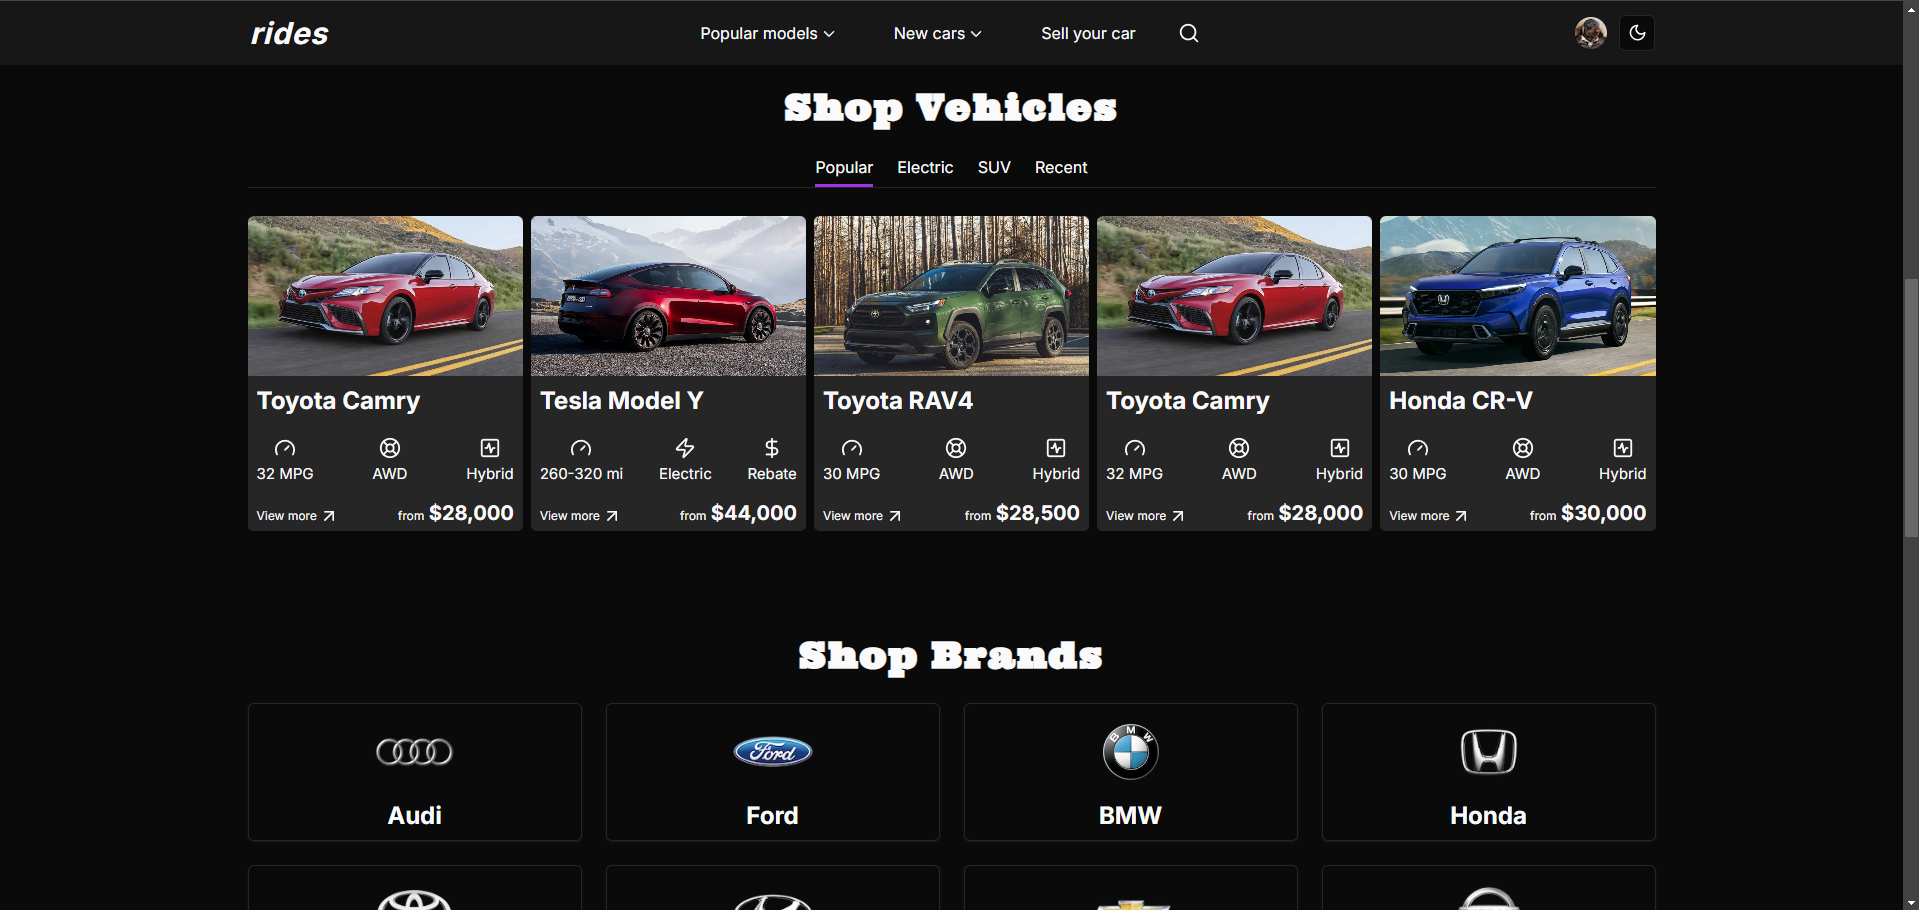 rides
Popular models
New cars
Sell your car
Shop Vehicles
Popular
Electric
SUV
Recent
Toyota Camry
32 MPG
AWD
Hybrid
View more
from $28,000
Tesla Model Y
260-320 mi
Electric
Rebate
View more
from $44,000
Toyota RAV4
30 MPG
AWD
Hybrid
View more
from $28,500
Toyota Camry
32 MPG
AWD
Hybrid
View more
from $28,000
Honda CR-V
30 MPG
AWD
Hybrid
View more
from $30,000
Shop Brands
Audi
Ford
Ford
BMW
BMW
Honda